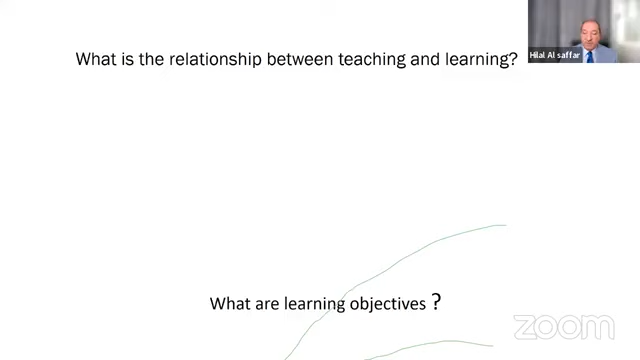 What is the relationship between teaching and learning?
Hilal Al saffar
What are learning objectives ?
zoom